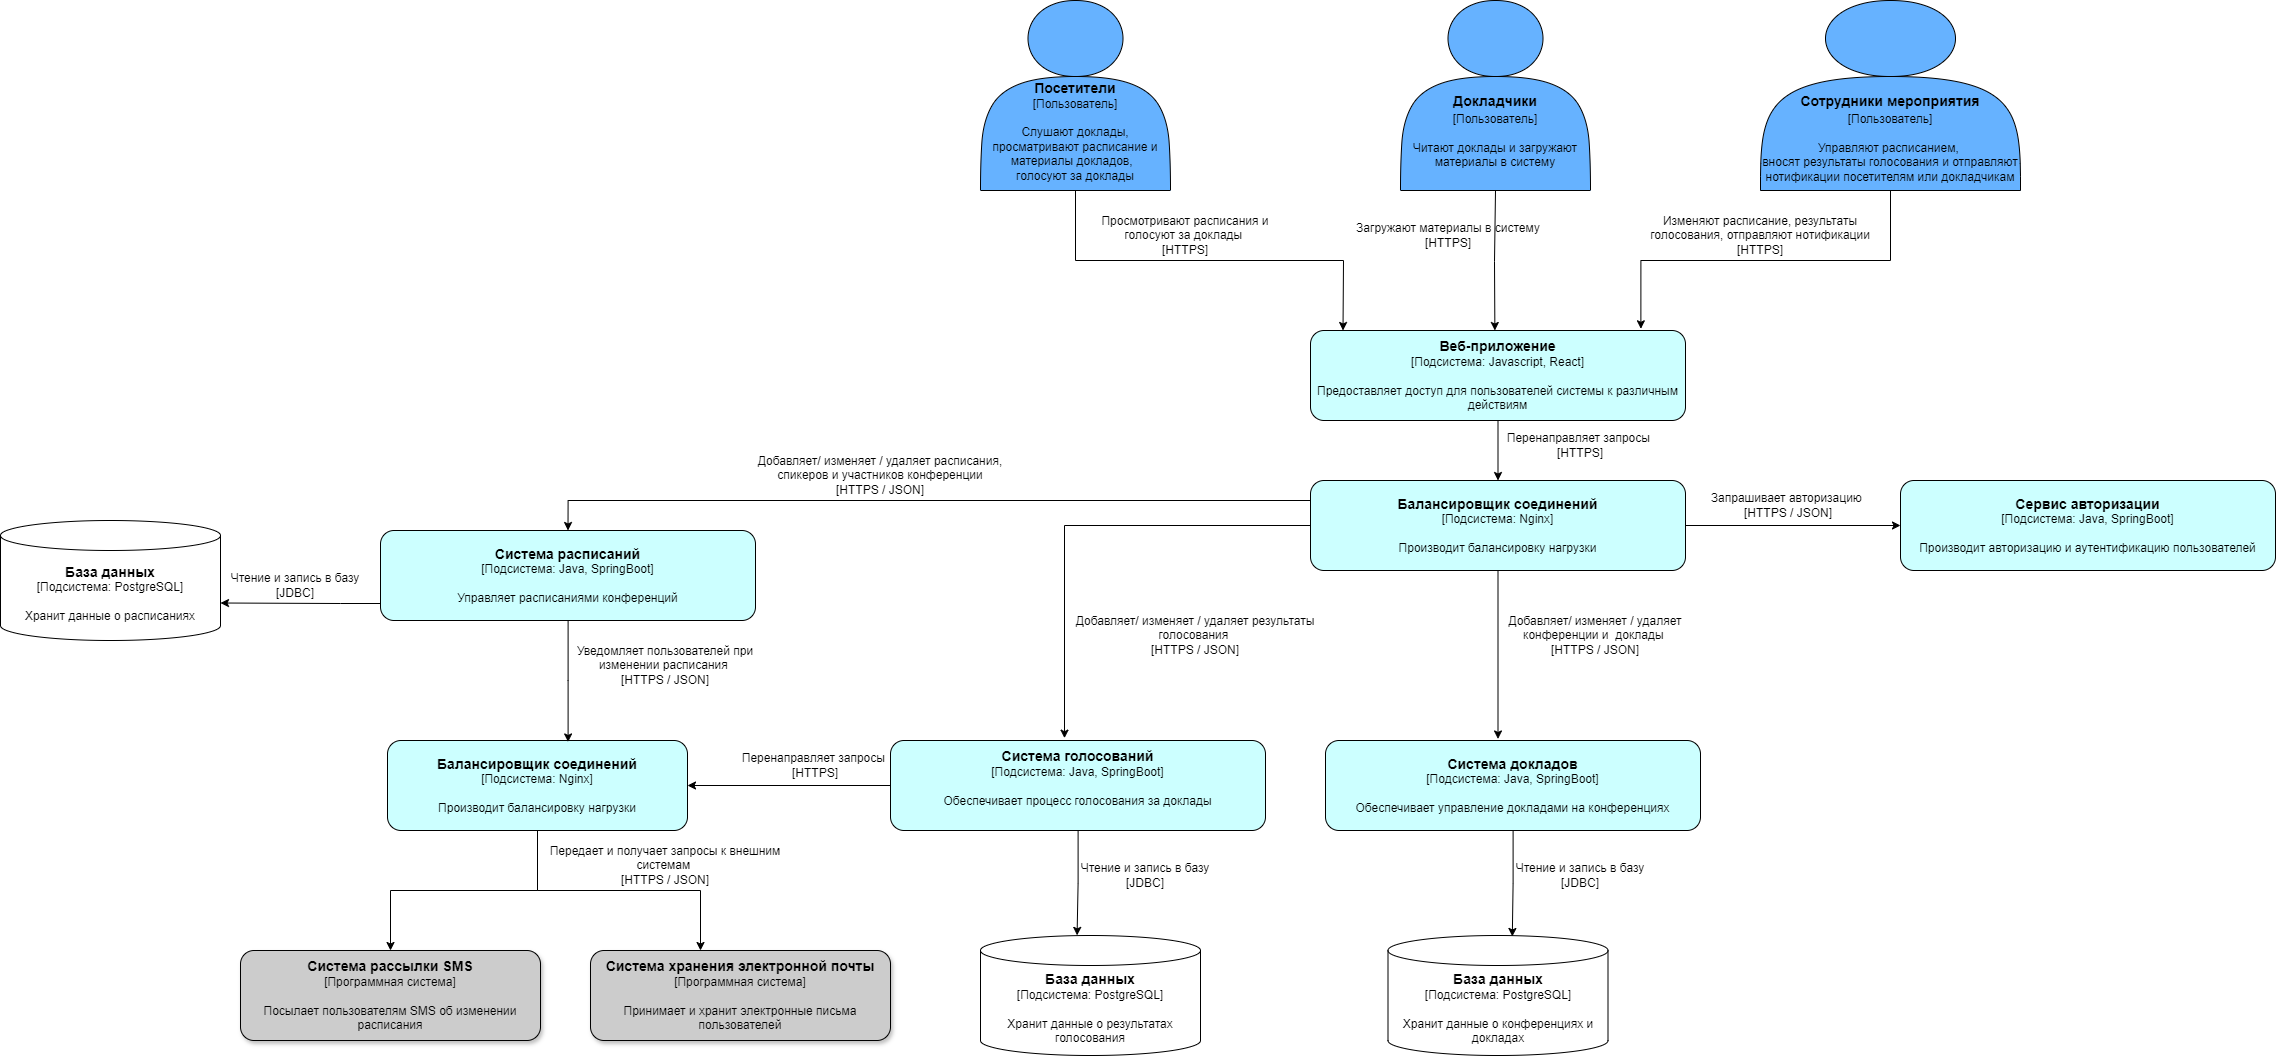 Посетители
[Пользователь]
Слушают доклады,
просматривают расписание и
материалы докладов,
голосуют за доклады
Докладчики
[Пользователь]
Читают доклады и загружают
материалы в систему
Сотрудники мероприятия
[Пользователь]
Управляют расписанием,
вносят результаты голосования и отправляют
нотификации посетителям или докладчикам
Просмотривают расписания и
голосуют за доклады
[HTTPS]
Загружают материалы в систему
[HTTPS]
Изменяют расписание, результаты
голосования, отправляют нотификации
[HTTPS]
Веб-приложение
[Подсистема: Javascript, React]
Предоставляет доступ для пользователей системы к различным
действиям
Перенаправляет запросы
[HTTPS]
Добавляет/ изменяет / удаляет расписания,
спикеров и участников конференции
[HTTPS / JSON]
Балансировщик соединений
[Подсистема: Nginx]
Производит балансировку нагрузки
Запрашивает авторизацию
[HTTPS / JSON]
Сервис авторизации
[Подсистема: Java, SpringBoot]
Производит авторизацию и аутентификацию пользователей
База данных
[Подсистема: PostgreSQL]
Хранит данные о расписаниях
Чтение и запись в базу
[JDBC]
Система расписаний
[Подсистема: Java, SpringBoot]
Управляет расписаниями конференций
Уведомляет пользователей при
изменении расписания
[HTTPS / JSON]
Добавляет/ изменяет / удаляет результаты
голосования
[HTTPS / JSON]
Добавляет/ изменяет / удаляет
конференции и доклады
[HTTPS / JSON]
Балансировщик соединений
[Подсистема: Nginx]
Производит балансировку нагрузки
Перенаправляет запросы
[HTTPS]
Система голосований
[Подсистема: Java, SpringBoot]
Обеспечивает процесс голосования за доклады
Система докладов
[Подсистема: Java, SpringBoot]
Обеспечивает управление докладами на конференциях
Передает и получает запросы к внешним
системам
[HTTPS / JSON]
Чтение и запись в базу
[JDBC]
Чтение и запись в базу
[JDBC]
Система рассылки SMS
[Программная система]
Посылает пользователям SMS об изменении
расписания
Система хранения электронной почты
[Программная система]
Принимает и хранит электронные письма
пользователей
База данных
[Подсистема: PostgreSQL]
Хранит данные о результатах
голосования
База данных
[Подсистема: PostgreSQL]
Хранит данные о конференциях и
докладах